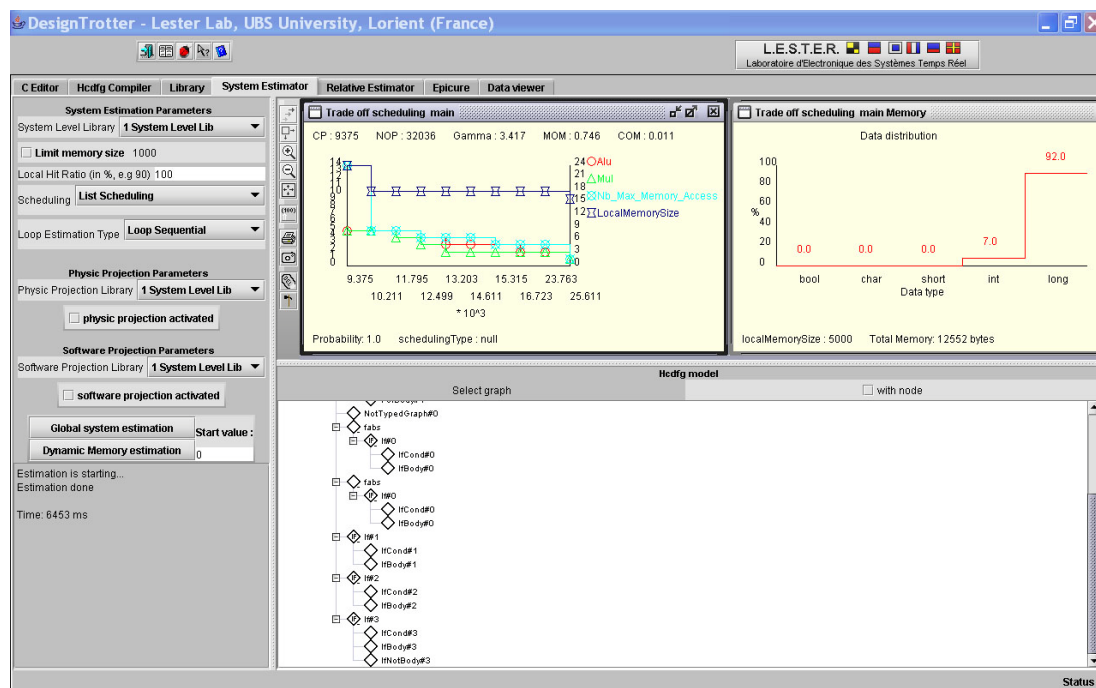 DesignTrotter - Lester Lab, UBS University, Lorient (France)
L.E.S.T.E.R.
Laboratoire d'Electronique des Systèmes Temps Réel
C Editor Hcdfg Compiler Library System Estimator Relative Estimator Epicure Data viewer
System Estimation Parameters
System Level Library 1 System Level Lib
Limit memory size 1000
Local Hit Ratio (in %, e.g 90) 100
Scheduling List Scheduling
Loop Estimation Type Loop Sequential
Physic Projection Parameters
Physic Projection Library 1 System Level Lib
physic projection activated
Software Projection Parameters
Software Projection Library 1 System Level Lib
software projection activated
Global system estimation Start value :
Dynamic Memory estimation 0
Estimation is starting...
Estimation done
Time: 6453 ms
Trade off scheduling main
CP : 9375 NOP : 32036 Gamma : 3.417 MOM : 0.746 COM : 0.011
24 Alu
21 Mul
18
15 Nb_Max_Memory_Access
12 LocalMemorySize
9
6
3
0
9.375 11.795 13.203 15.315 23.763
10.211 12.499 14.611 16.723 25.611
* 10^3
Probability: 1.0 schedulingType : null
Trade off scheduling main Memory
Data distribution
100
80
60
%
40
20
0
0.0 0.0 0.0 7.0 92.0
bool char short int long
Data type
localMemorySize : 5000 Total Memory: 12552 bytes
Hcdfg model
Select graph with node
NotTypedGraph#0
fabs
If#0
IfCond#0
IfBody#0
fabs
If#0
IfCond#0
IfBody#0
If#1
IfCond#1
IfBody#1
If#2
IfCond#2
IfBody#2
If#3
IfCond#3
IfBody#3
IfNotBody#3
Status